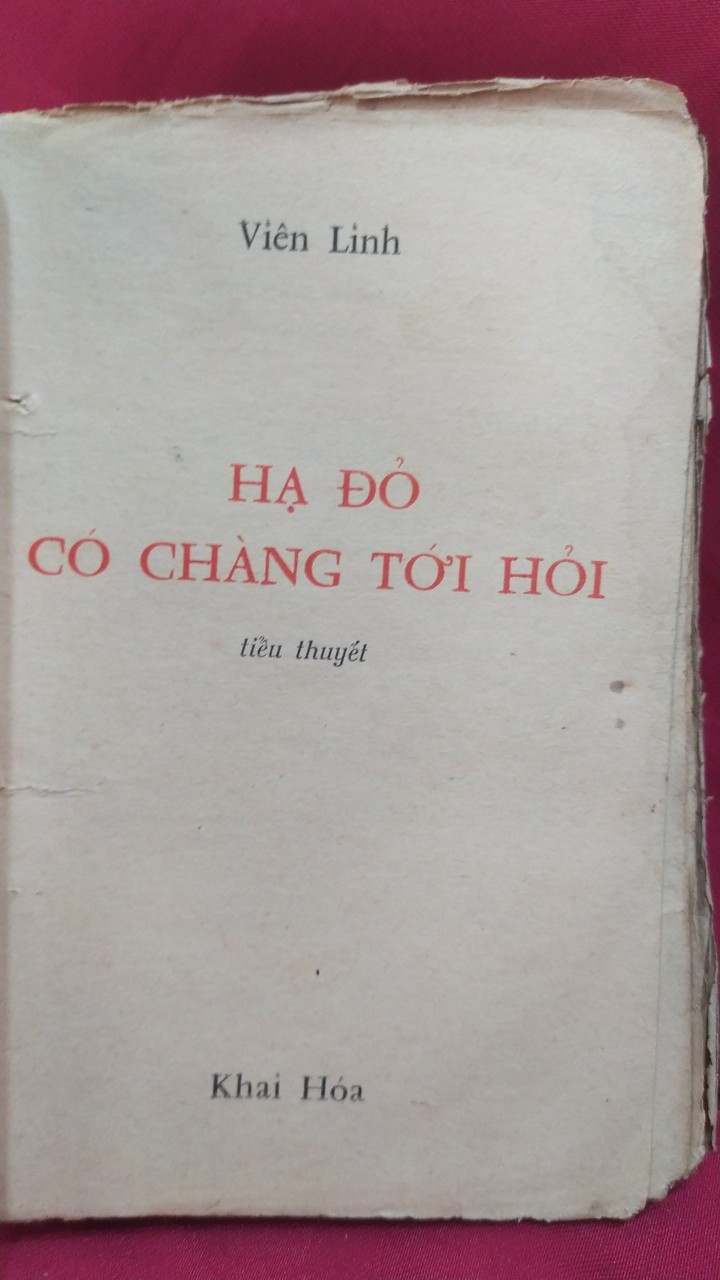 Viên Linh
HẠ ĐỎ
CÓ CHÀNG TỚI HỎI
tiểu thuyết
Khai Hóa